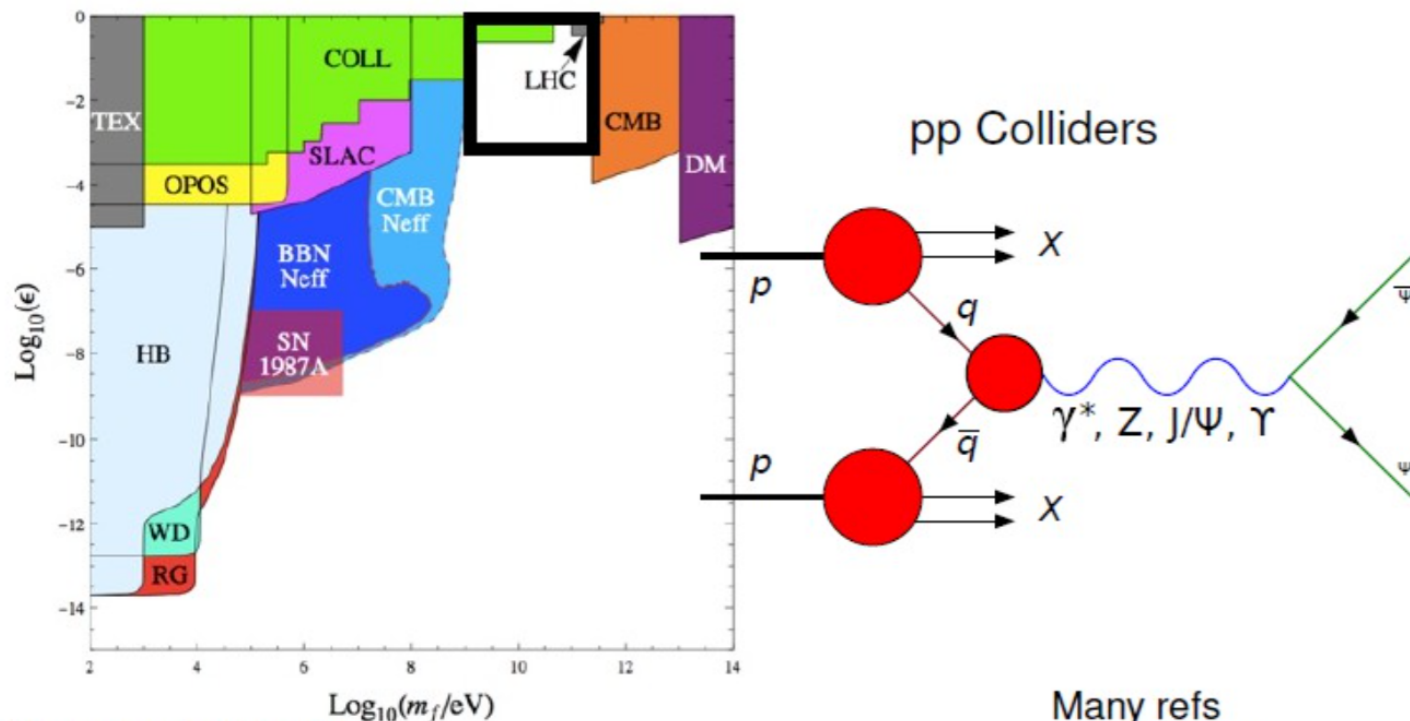 0
-2
-4
-6
-8
-10
-12
-14
Log₁₀(ϵ)
TEX
COLL
LHC
CMB
DM
SLAC
OPOS
CMB
Neff
BBN
Neff
SN
1987A
HB
WD
RG
2 4 6 8 10 12 14
Log₁₀(m_f/eV)
pp Colliders
p
X
q
q̅
γ*, Z, J/Ψ, ϒ
p
X
Ψ̅
Ψ
Many refs